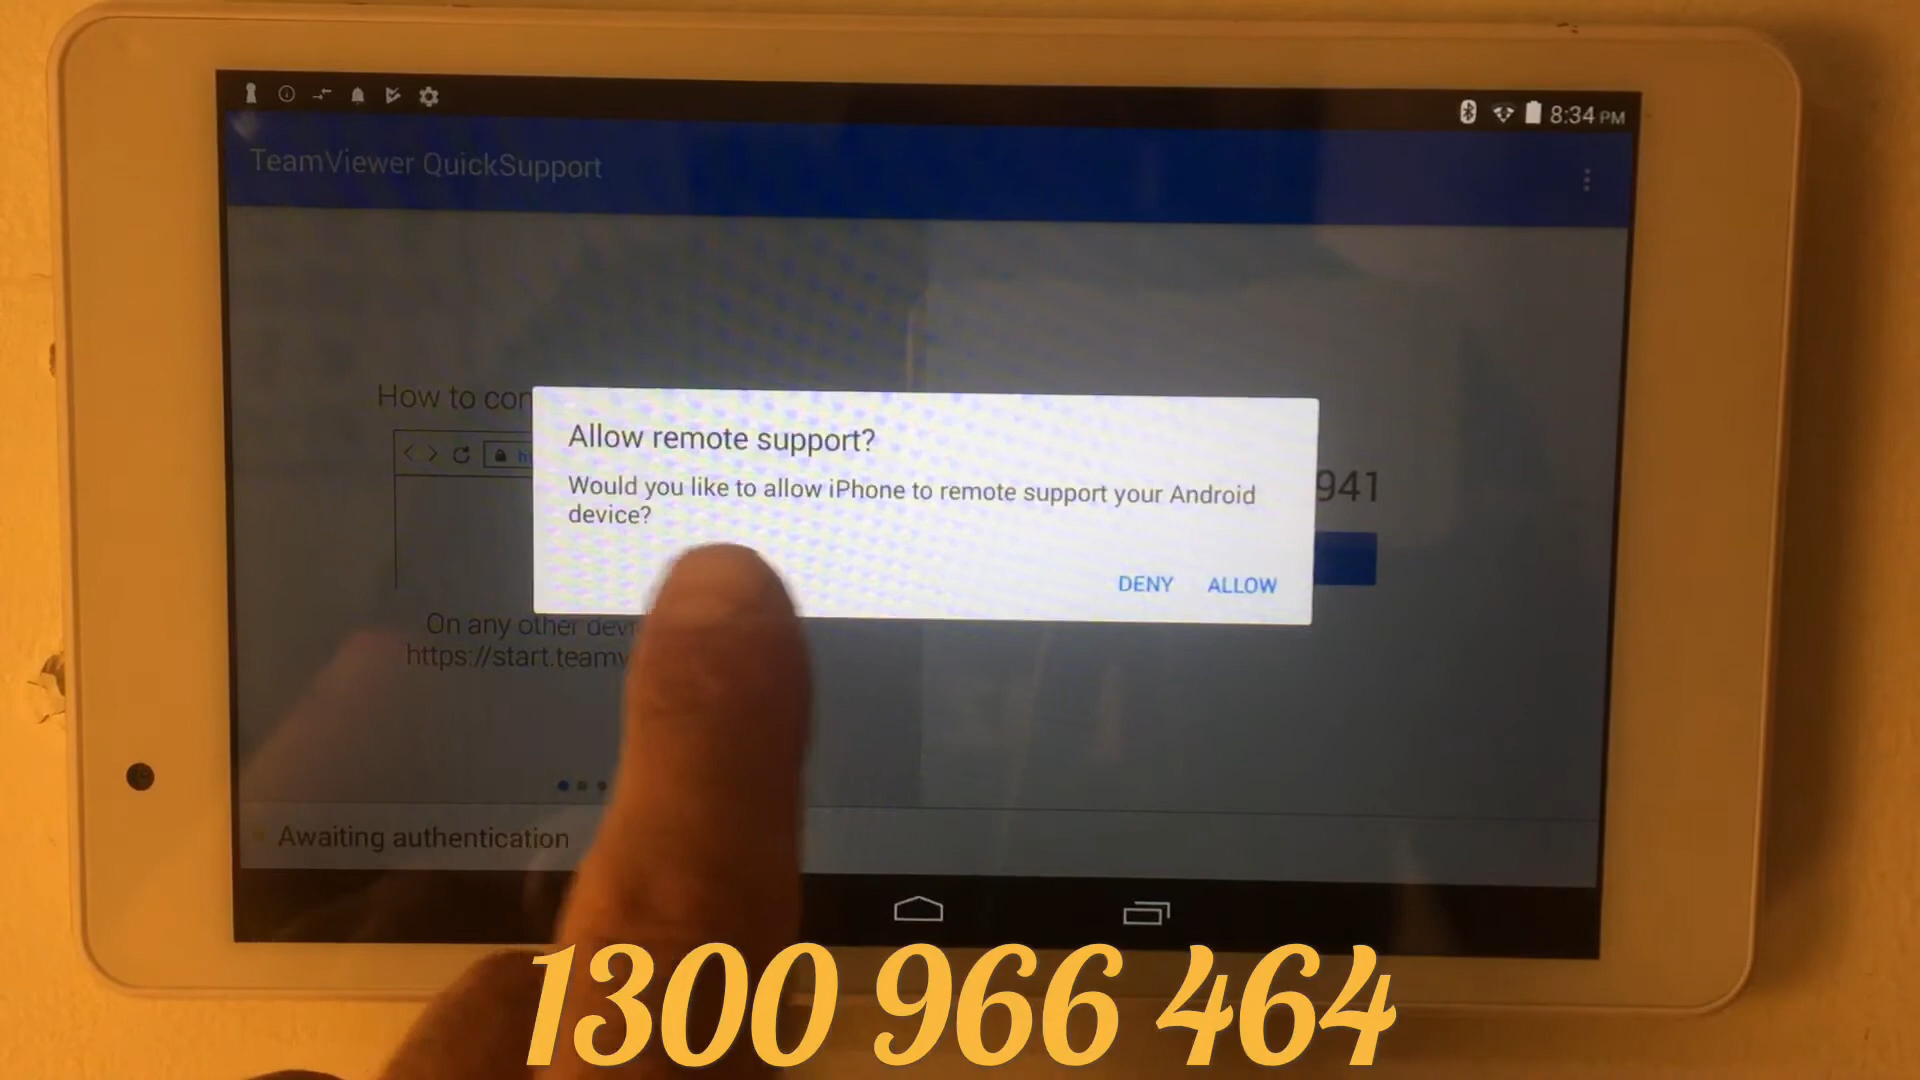 8:34 PM
TeamViewer QuickSupport
How to con
Allow remote support?
Would you like to allow iPhone to remote support your Android
device?
941
DENY ALLOW
On any other devi
https://start.teamv
Awaiting authentication
1300 966 464